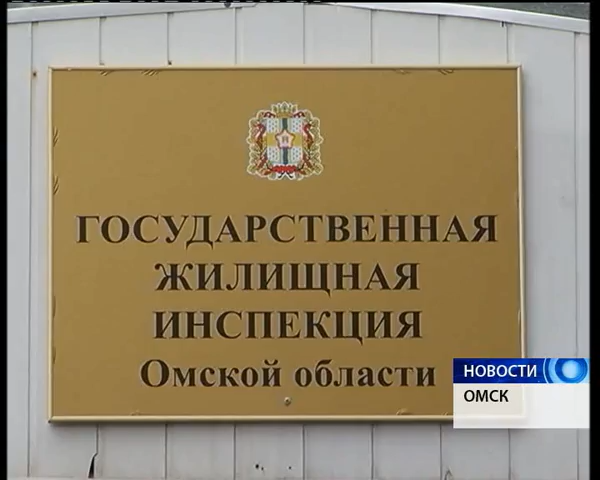 ГОСУДАРСТВЕННАЯ
ЖИЛИЩНАЯ
ИНСПЕКЦИЯ
Омской области
НОВОСТИ
ОМСК